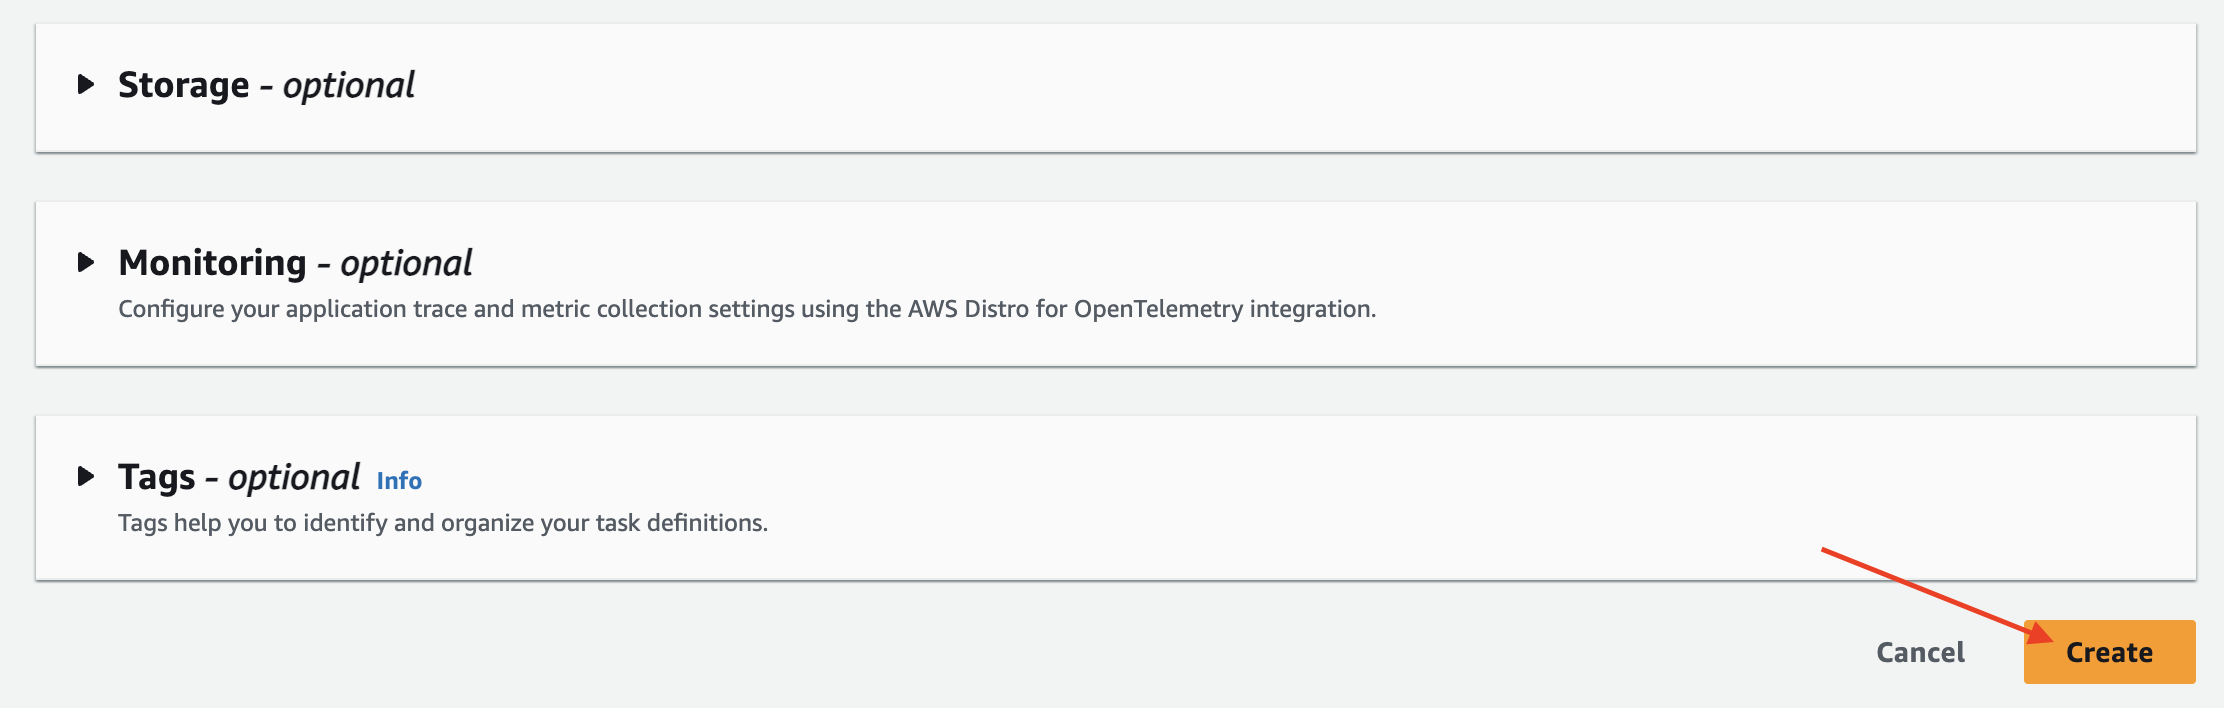 Storage - optional
Monitoring - optional
Configure your application trace and metric collection settings using the AWS Distro for OpenTelemetry integration.
Tags - optional Info
Tags help you to identify and organize your task definitions.
Cancel Create